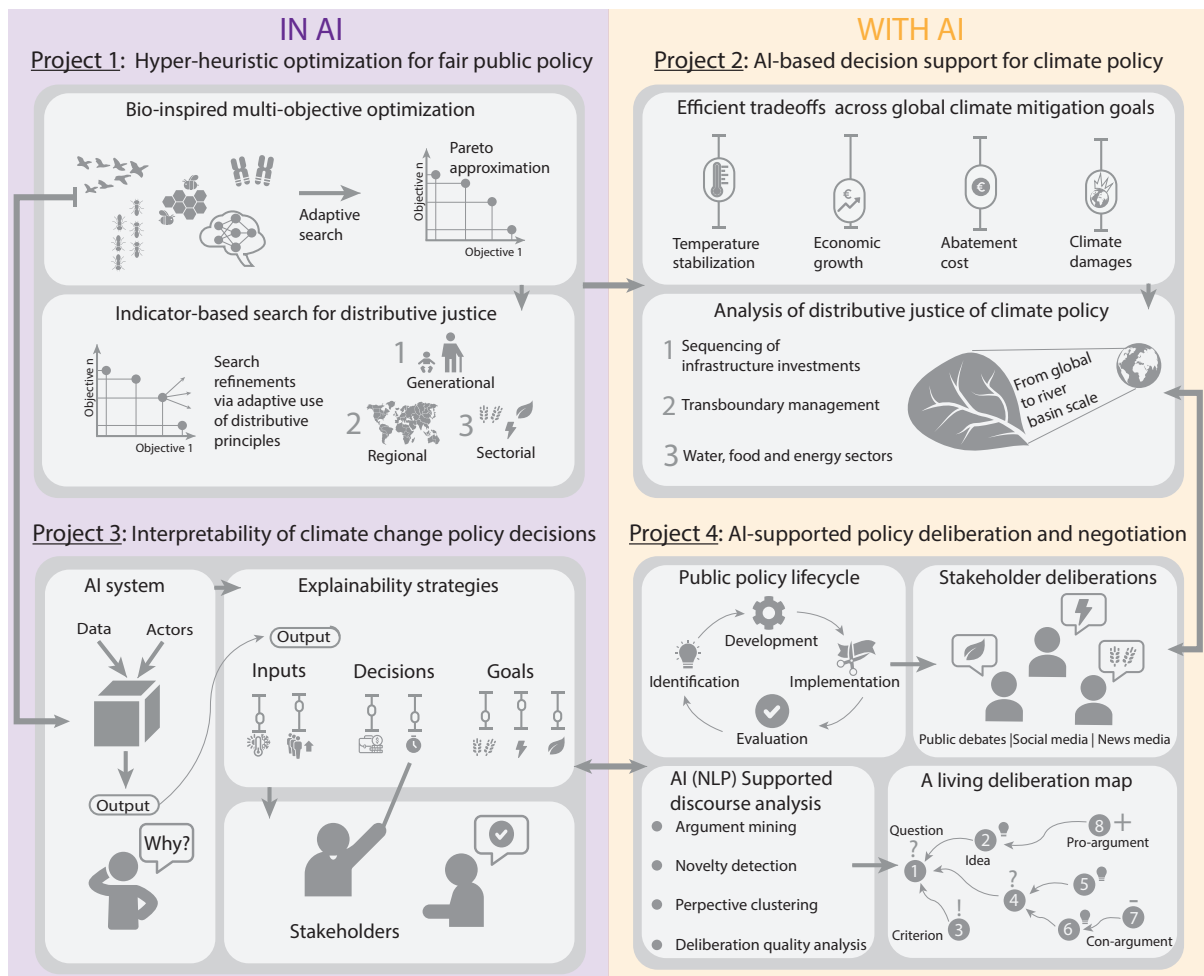 IN AI
Project 1: Hyper-heuristic optimization for fair public policy
Bio-inspired multi-objective optimization
Adaptive
search
Pareto
approximation
Objective n
Objective 1
Indicator-based search for distributive justice
Objective n
Objective 1
Search
refinements
via adaptive use
of distributive
principles
1
Generational
2
Regional
3
Sectorial
WITH AI
Project 2: AI-based decision support for climate policy
Efficient tradeoffs across global climate mitigation goals
€
€
€
Temperature
stabilization
Economic
growth
Abatement
cost
Climate
damages
Analysis of distributive justice of climate policy
1 Sequencing of
infrastructure investments
2 Transboundary management
3 Water, food and energy sectors
From global
to river
basin scale
Project 3: Interpretability of climate change policy decisions
AI system
Data
Actors
Output
Why?
Explainability strategies
Output
Inputs
Decisions
Goals
Stakeholders
Project 4: AI-supported policy deliberation and negotiation
Public policy lifecycle
Development
Identification
Implementation
Evaluation
Stakeholder deliberations
Public debates |Social media | News media
AI (NLP) Supported
discourse analysis
Argument mining
Novelty detection
Perpective clustering
Deliberation quality analysis
A living deliberation map
Question
?
1
2
Idea
8 +
Pro-argument
?
4
5
!
Criterion 3
6
−
7
Con-argument